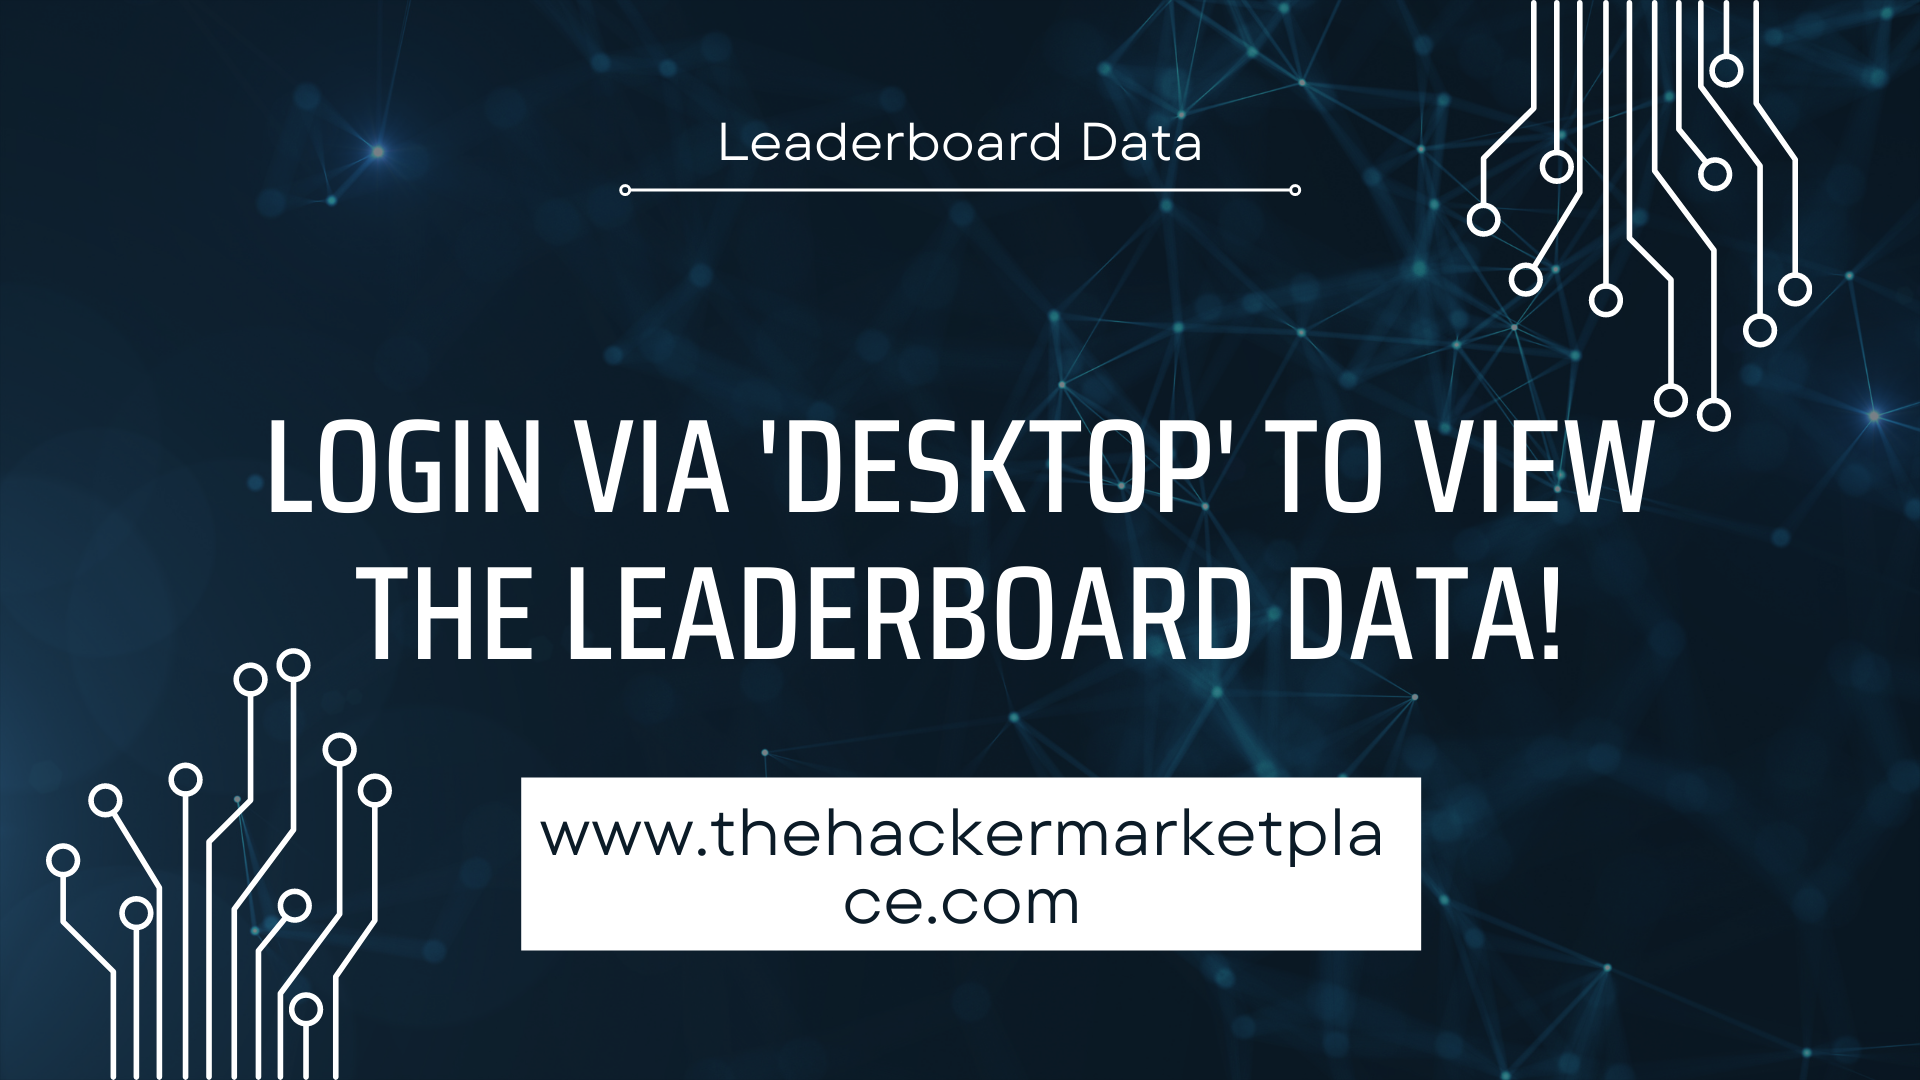 Leaderboard Data
LOGIN VIA 'DESKTOP' TO VIEW
THE LEADERBOARD DATA!
www.thehackermarketpla
ce.com